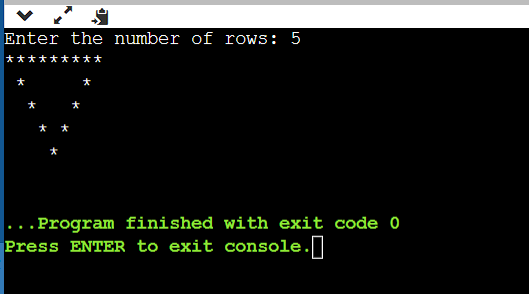 Enter the number of rows: 5
*********
 *     *
  *   *
   * *
    *
...Program finished with exit code 0
Press ENTER to exit console.